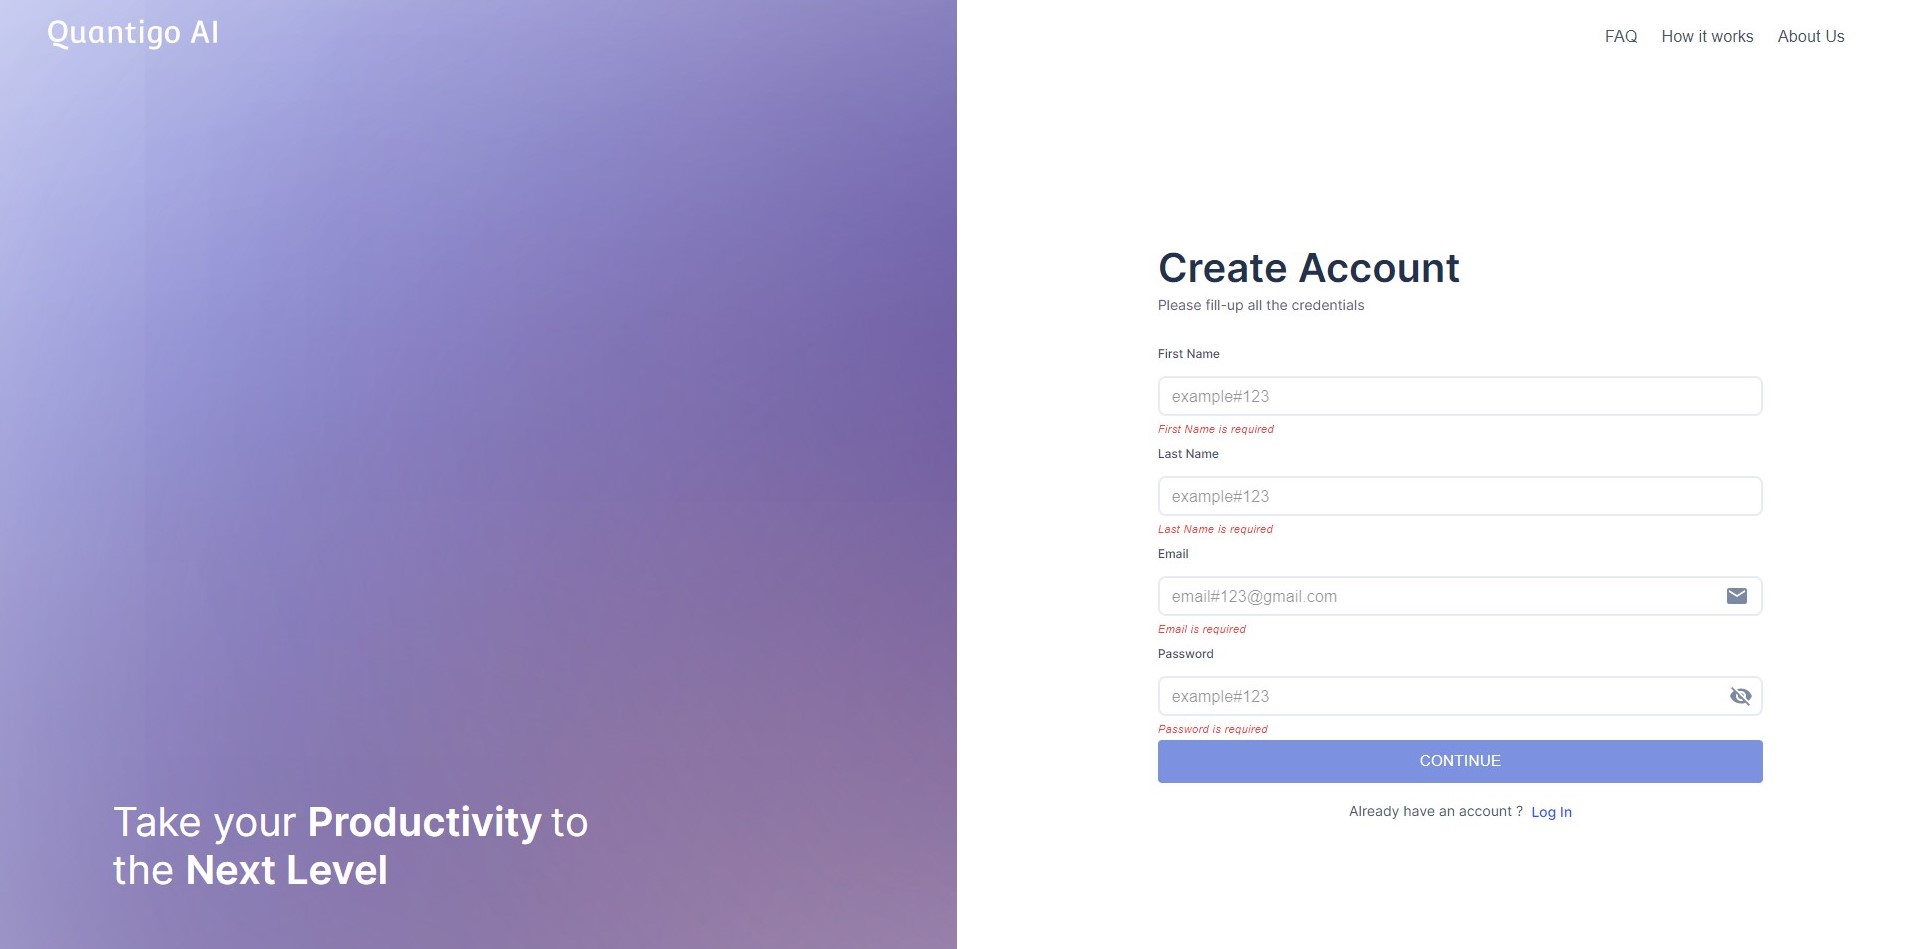 Quantigo AI
FAQ How it works About Us
Take your Productivity to
the Next Level
Create Account
Please fill-up all the credentials
First Name
example#123
First Name is required
Last Name
example#123
Last Name is required
Email
email#123@gmail.com
Email is required
Password
example#123
Password is required
CONTINUE
Already have an account ? Log In